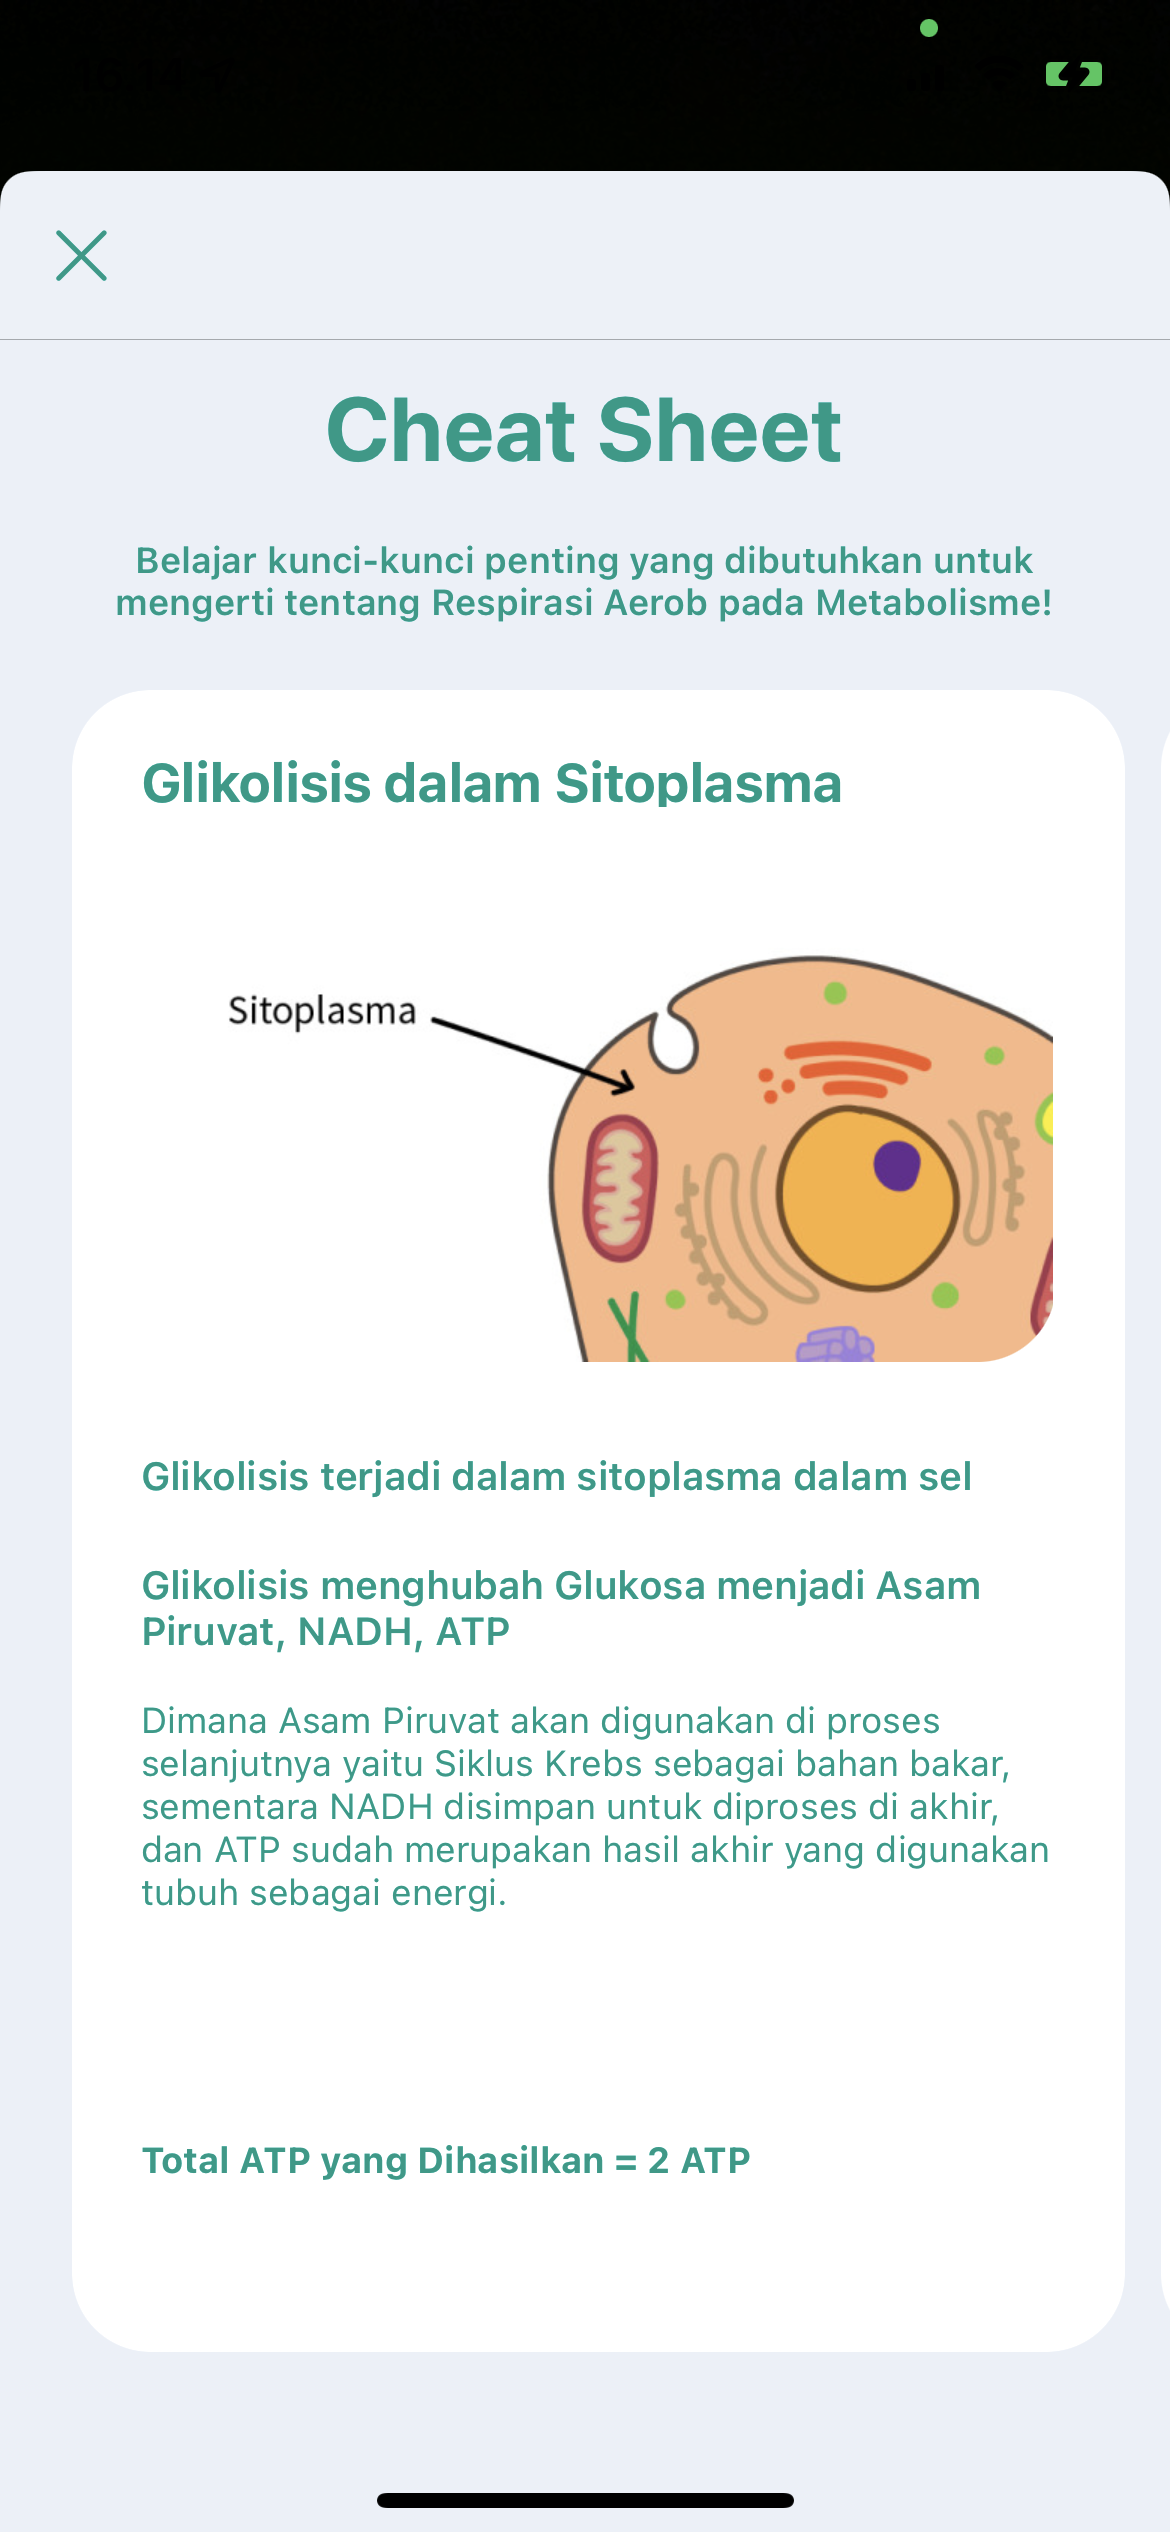 Cheat Sheet
Belajar kunci-kunci penting yang dibutuhkan untuk
mengerti tentang Respirasi Aerob pada Metabolisme!
Glikolisis dalam Sitoplasma
Sitoplasma
Glikolisis terjadi dalam sitoplasma dalam sel
Glikolisis menghubah Glukosa menjadi Asam
Piruvat, NADH, ATP
Dimana Asam Piruvat akan digunakan di proses
selanjutnya yaitu Siklus Krebs sebagai bahan bakar,
sementara NADH disimpan untuk diproses di akhir,
dan ATP sudah merupakan hasil akhir yang digunakan
tubuh sebagai energi.
Total ATP yang Dihasilkan = 2 ATP